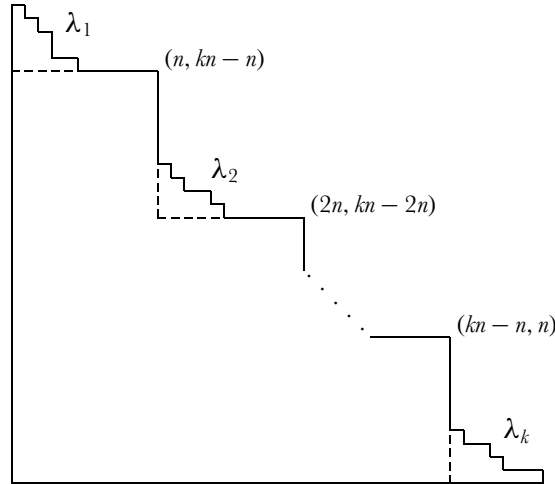 λ₁
(n, kn − n)
λ₂
(2n, kn − 2n)
(kn − n, n)
λₖ